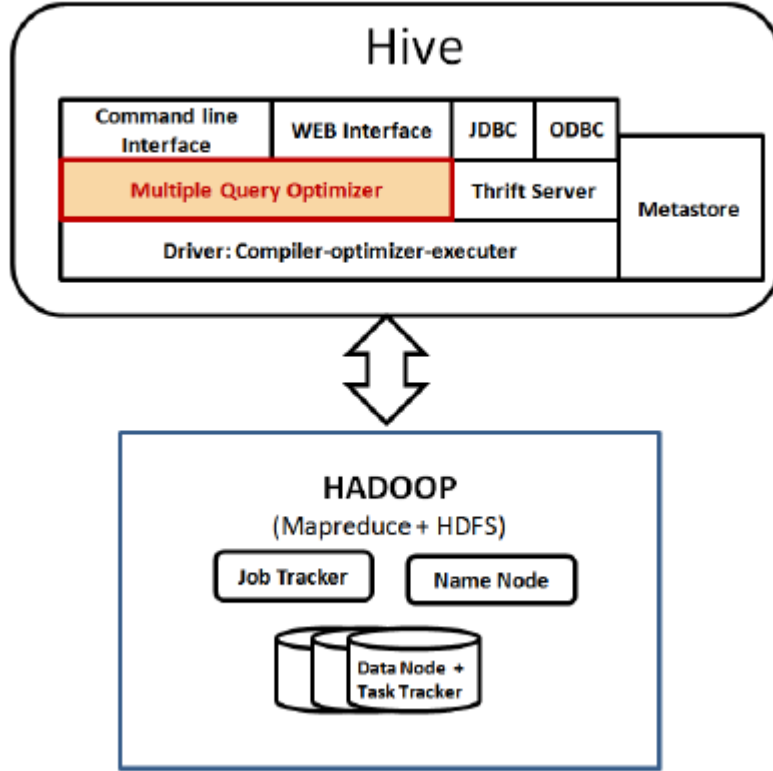 Hive
Command line
Interface
WEB Interface
JDBC
ODBC
Multiple Query Optimizer
Thrift Server
Metastore
Driver: Compiler-optimizer-executer
HADOOP
(Mapreduce + HDFS)
Job Tracker
Name Node
Data Node +
Task Tracker